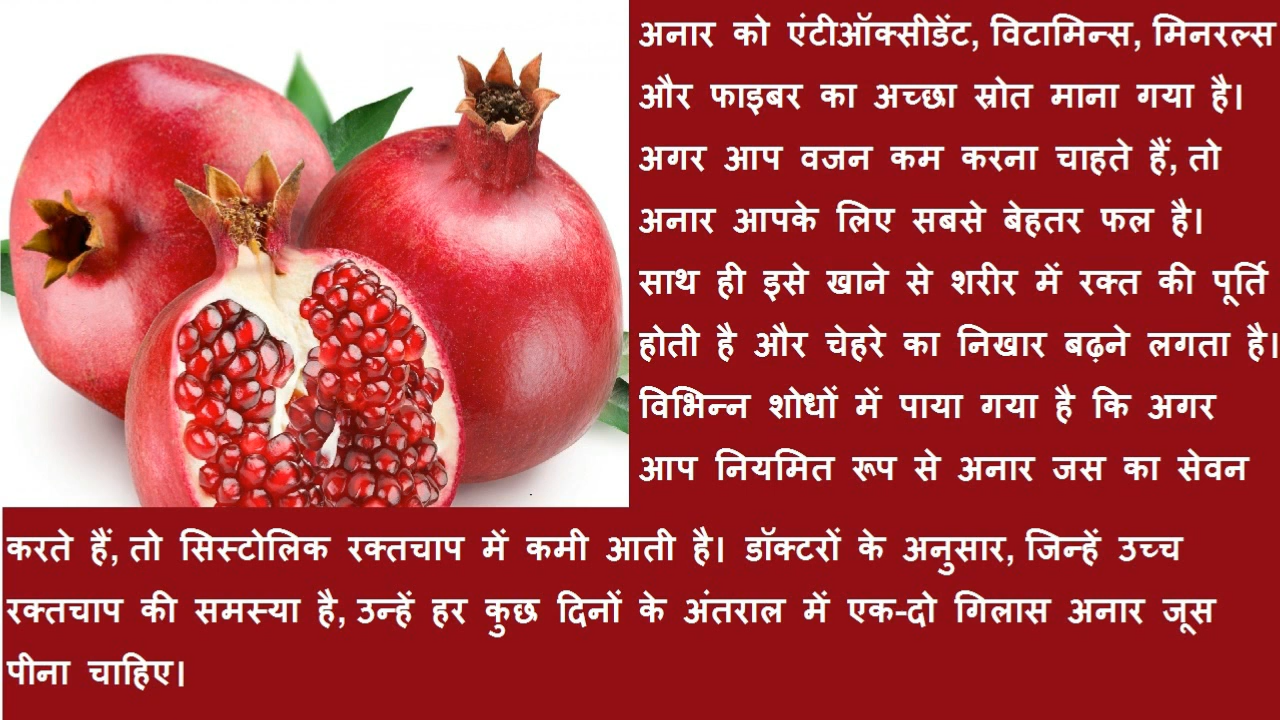 अनार को एंटीऑक्सीडेंट, विटामिन्स, मिनरल्स
और फाइबर का अच्छा स्रोत माना गया है।
अगर आप वजन कम करना चाहते हैं, तो
अनार आपके लिए सबसे बेहतर फल है।
साथ ही इसे खाने से शरीर में रक्त की पूर्ति
होती है और चेहरे का निखार बढ़ने लगता है।
विभिन्न शोधों में पाया गया है कि अगर
आप नियमित रूप से अनार जस का सेवन
करते हैं, तो सिस्टोलिक रक्तचाप में कमी आती है। डॉक्टरों के अनुसार, जिन्हें उच्च
रक्तचाप की समस्या है, उन्हें हर कुछ दिनों के अंतराल में एक-दो गिलास अनार जूस
पीना चाहिए।